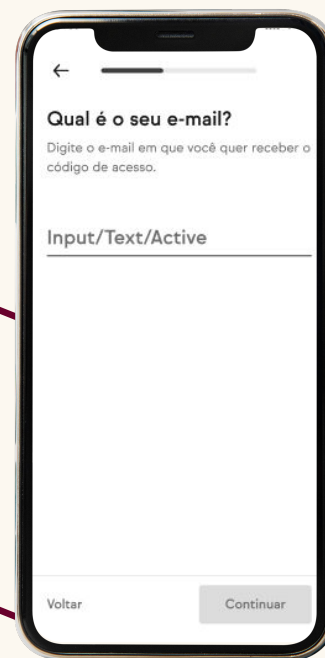 Qual é o seu e-mail?
Digite o e-mail em que você quer receber o
código de acesso.
Input/Text/Active
Voltar
Continuar